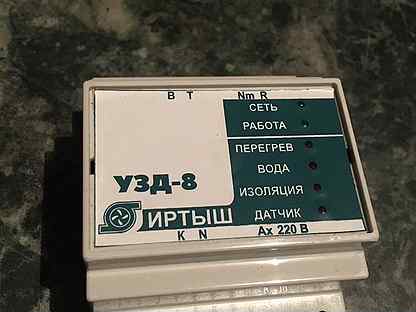 В Т Nm R
СЕТЬ
РАБОТА
ПЕРЕГРЕВ
ВОДА
ИЗОЛЯЦИЯ
ДАТЧИК
УЗД-8
ИРТЫШ
K N Ax 220 В